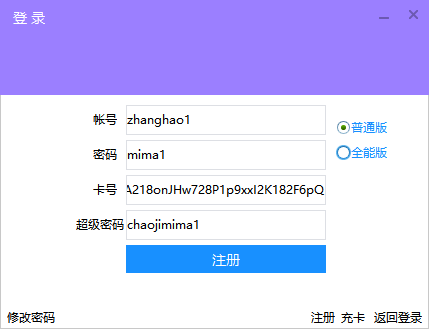 登录
帐号 zhanghao1
普通版
密码 mima1
全能版
卡号 A218onJHw728P1p9xxI2K182F6pQ
超级密码 chaojimima1
注册
修改密码 注册 充卡 返回登录